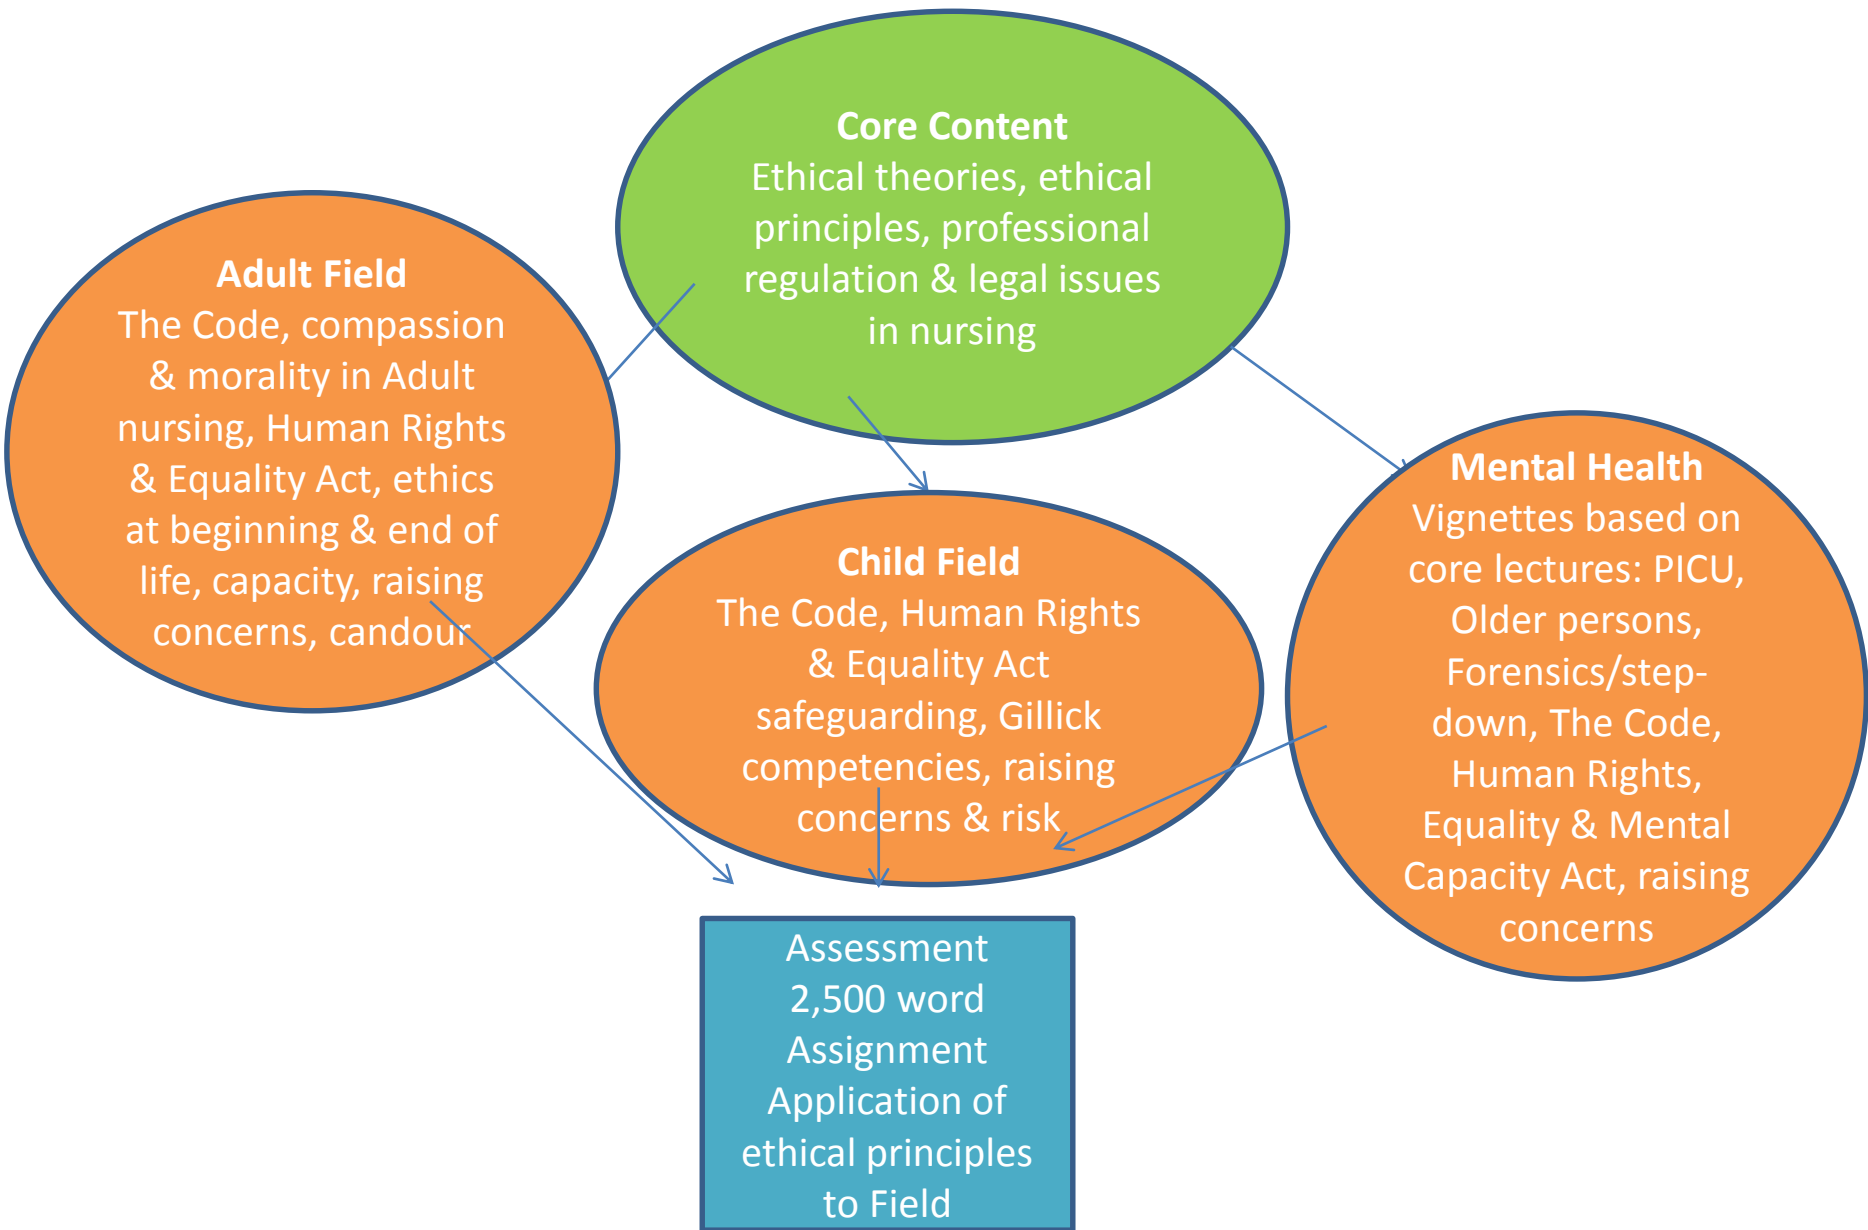 Core Content
Ethical theories, ethical
principles, professional
regulation & legal issues
in nursing
Adult Field
The Code, compassion
& morality in Adult
nursing, Human Rights
& Equality Act, ethics
at beginning & end of
life, capacity, raising
concerns, candour
Child Field
The Code, Human Rights
& Equality Act
safeguarding, Gillick
competencies, raising
concerns & risk
Mental Health
Vignettes based on
core lectures: PICU,
Older persons,
Forensics/step-
down, The Code,
Human Rights,
Equality & Mental
Capacity Act, raising
concerns
Assessment
2,500 word
Assignment
Application of
ethical principles
to Field